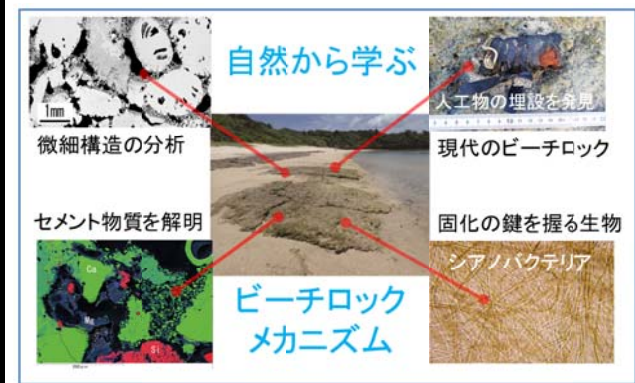 自然から学ぶ
1mm
微細構造の分析
人工物の埋設を発見
現代のビーチロック
セメント物質を解明
Ca
Mg
Si
固化の鍵を握る生物
シアノバクテリア
ビーチロック
メカニズム